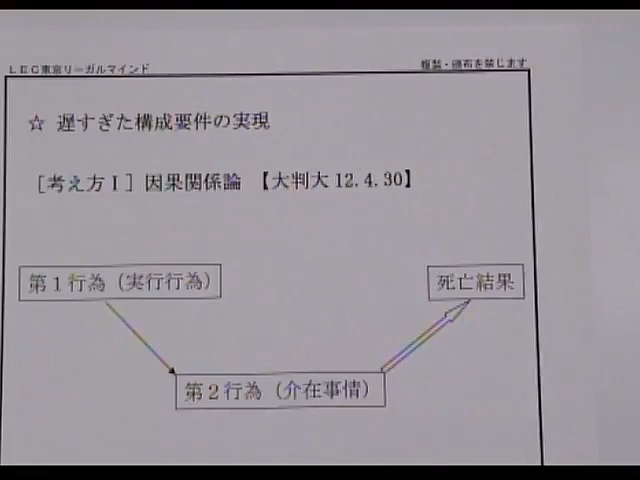 LEC東京リーガルマインド
複製・頒布を禁じます
☆ 遅すぎた構成要件の実現
[考え方Ⅰ] 因果関係論 【大判大12.4.30】
第1行為（実行行為）
死亡結果
第2行為（介在事情）